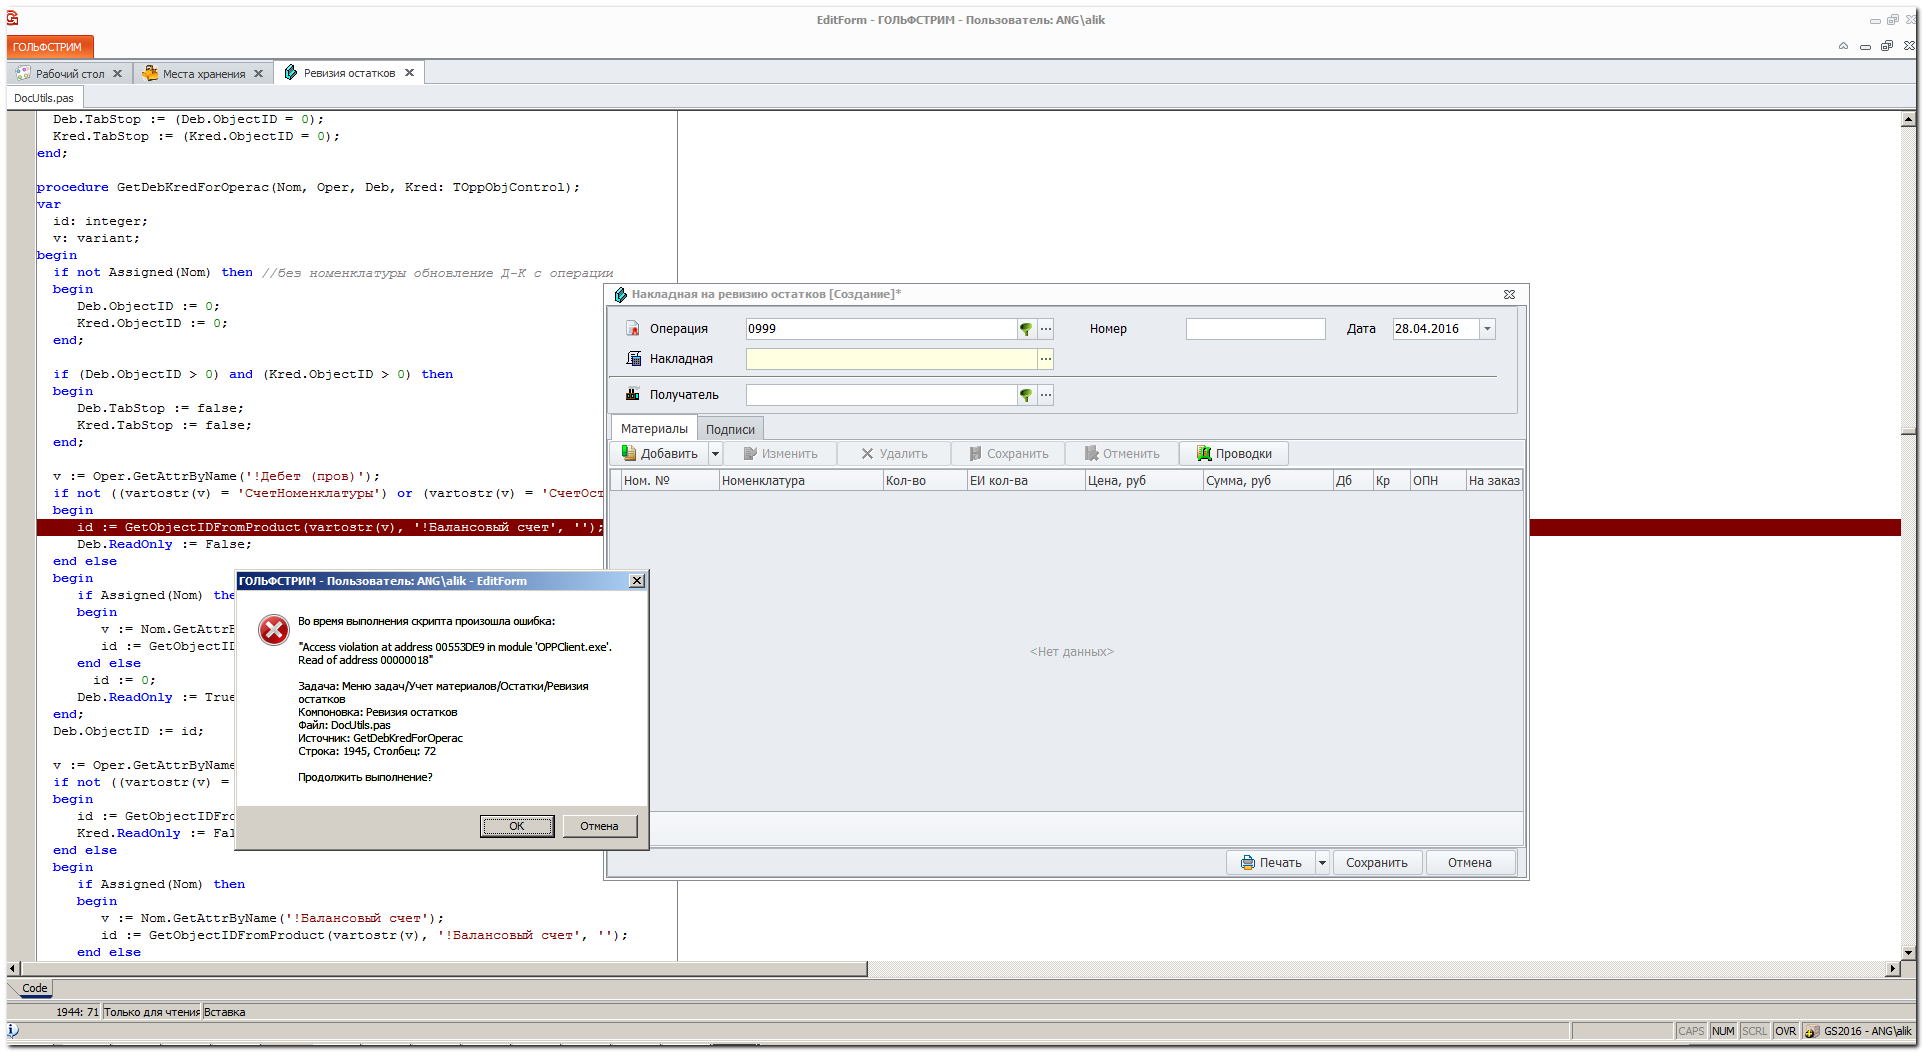 EditForm - ГОЛЬФСТРИМ - Пользователь: ANG\alik
ГОЛЬФСТРИМ
Рабочий стол
Места хранения
Ревизия остатков
DocUtils.pas
Deb.TabStop := (Deb.ObjectID = 0);
Kred.TabStop := (Kred.ObjectID = 0);
end;
procedure GetDebKredForOperac(Nom, Oper, Deb, Kred: TOppObjControl);
var
id: integer;
v: variant;
begin
if not Assigned(Nom) then //без номенклатуры обновление Д-К с операции
begin
Deb.ObjectID := 0;
Kred.ObjectID := 0;
end;
if (Deb.ObjectID > 0) and (Kred.ObjectID > 0) then
begin
Deb.TabStop := false;
Kred.TabStop := false;
end;
v := Oper.GetAttrByName('!Дебет (пров)');
if not ((vartostr(v) = 'СчетНоменклатуры') or (vartostr(v) = 'СчетОст
begin
id := GetObjectIDFromProduct(vartostr(v), '!Балансовый счет', '');
Deb.ReadOnly := False;
end else
begin
if Assigned(Nom) the
begin
v := Nom.GetAttrB
id := GetObjectID
end else
id := 0;
Deb.ReadOnly := True
end;
Deb.ObjectID := id;
v := Oper.GetAttrByName
if not ((vartostr(v) =
begin
id := GetObjectIDFro
Kred.ReadOnly := Fal
end else
begin
if Assigned(Nom) then
begin
v := Nom.GetAttrByName('!Балансовый счет');
id := GetObjectIDFromProduct(vartostr(v), '!Балансовый счет', '');
end else
Накладная на ревизию остатков [Создание]*
Операция 0999 ... Номер Дата 28.04.2016
Накладная ...
Получатель ...
Материалы Подписи
Добавить Изменить Удалить Сохранить Отменить Проводки
Ном. № Номенклатура Кол-во ЕИ кол-ва Цена, руб Сумма, руб Дб Кр ОПН На заказ
<Нет данных>
Печать Сохранить Отмена
ГОЛЬФСТРИМ - Пользователь: ANG\alik - EditForm
Во время выполнения скрипта произошла ошибка:
"Access violation at address 00553DE9 in module 'OPPClient.exe'.
Read of address 00000018"
Задача: Меню задач/Учет материалов/Остатки/Ревизия
остатков
Компоновка: Ревизия остатков
Файл: DocUtils.pas
Источник: GetDebKredForOperac
Строка: 1945, Столбец: 72
Продолжить выполнение?
ОК Отмена
Code
1944: 71 Только для чтения Вставка
CAPS NUM SCRL OVR GS2016 - ANG\alik